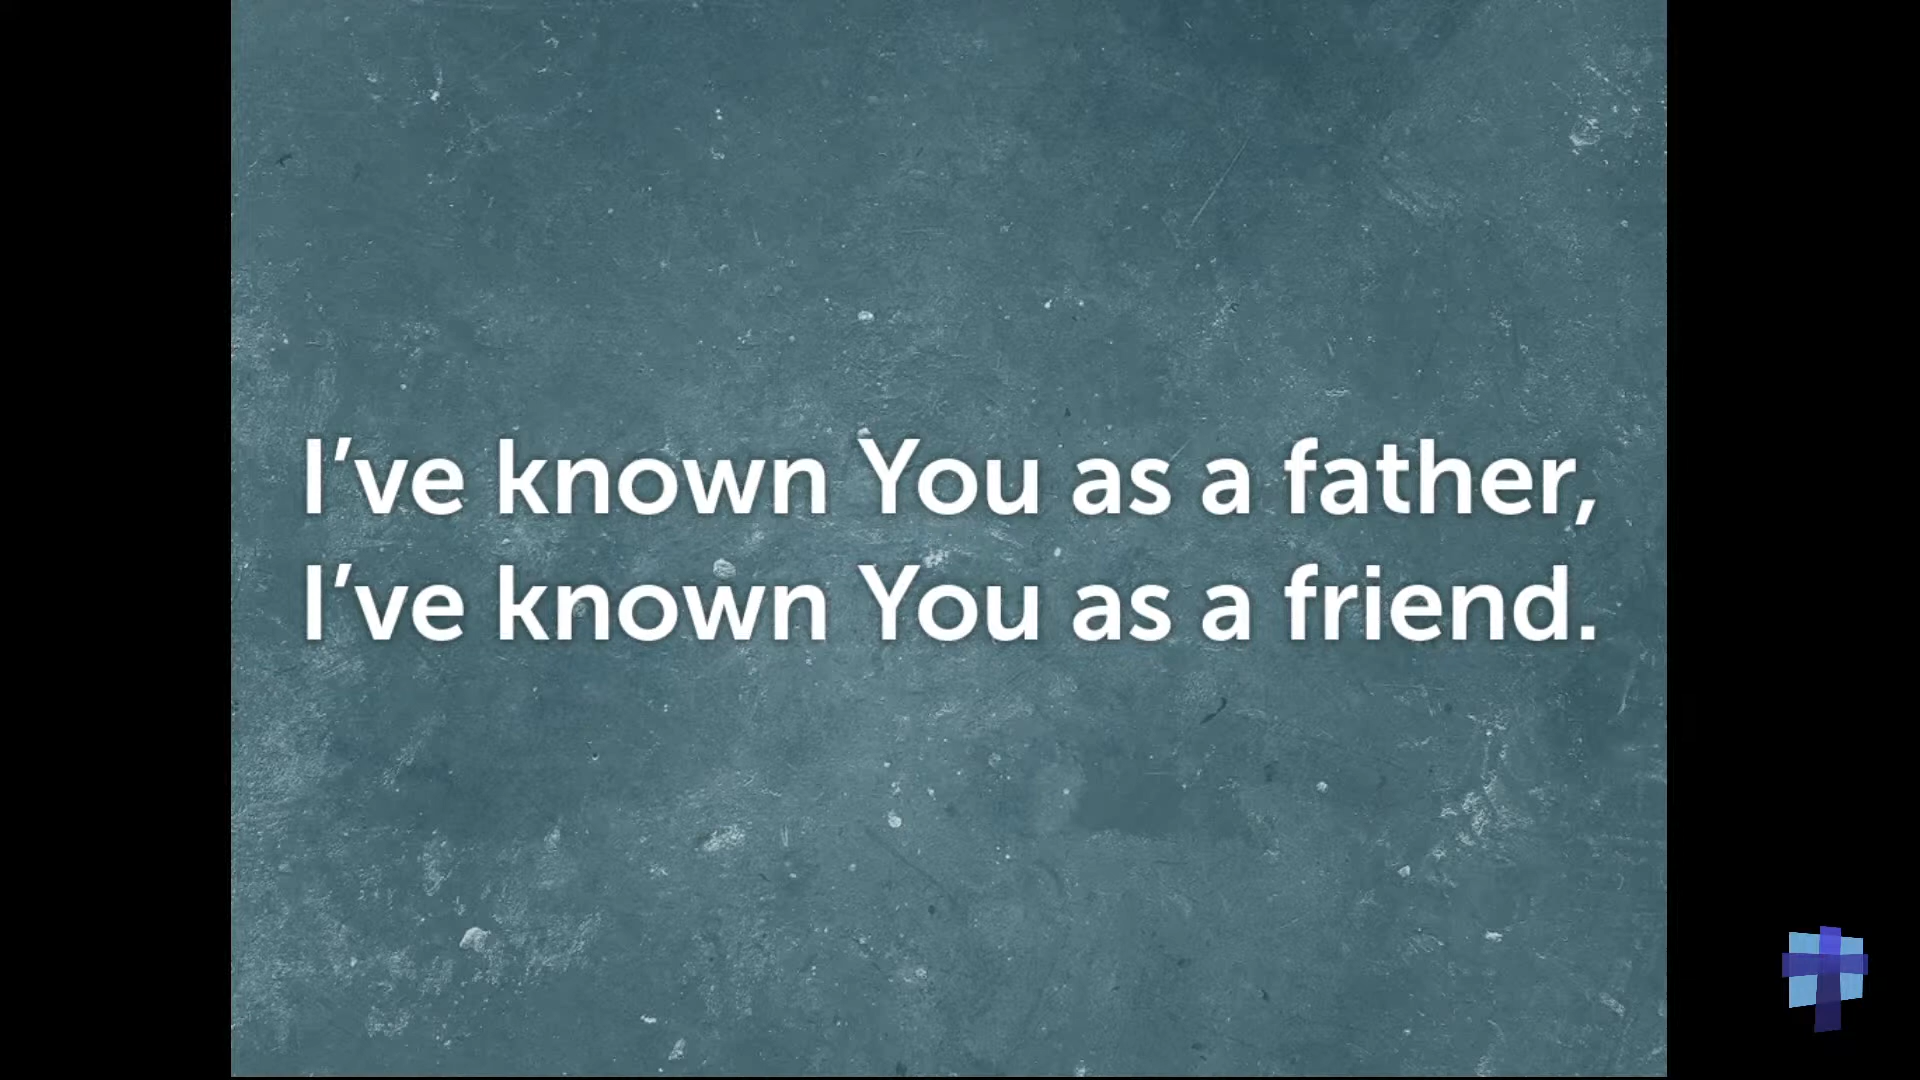 I’ve known You as a father,
I’ve known You as a friend.